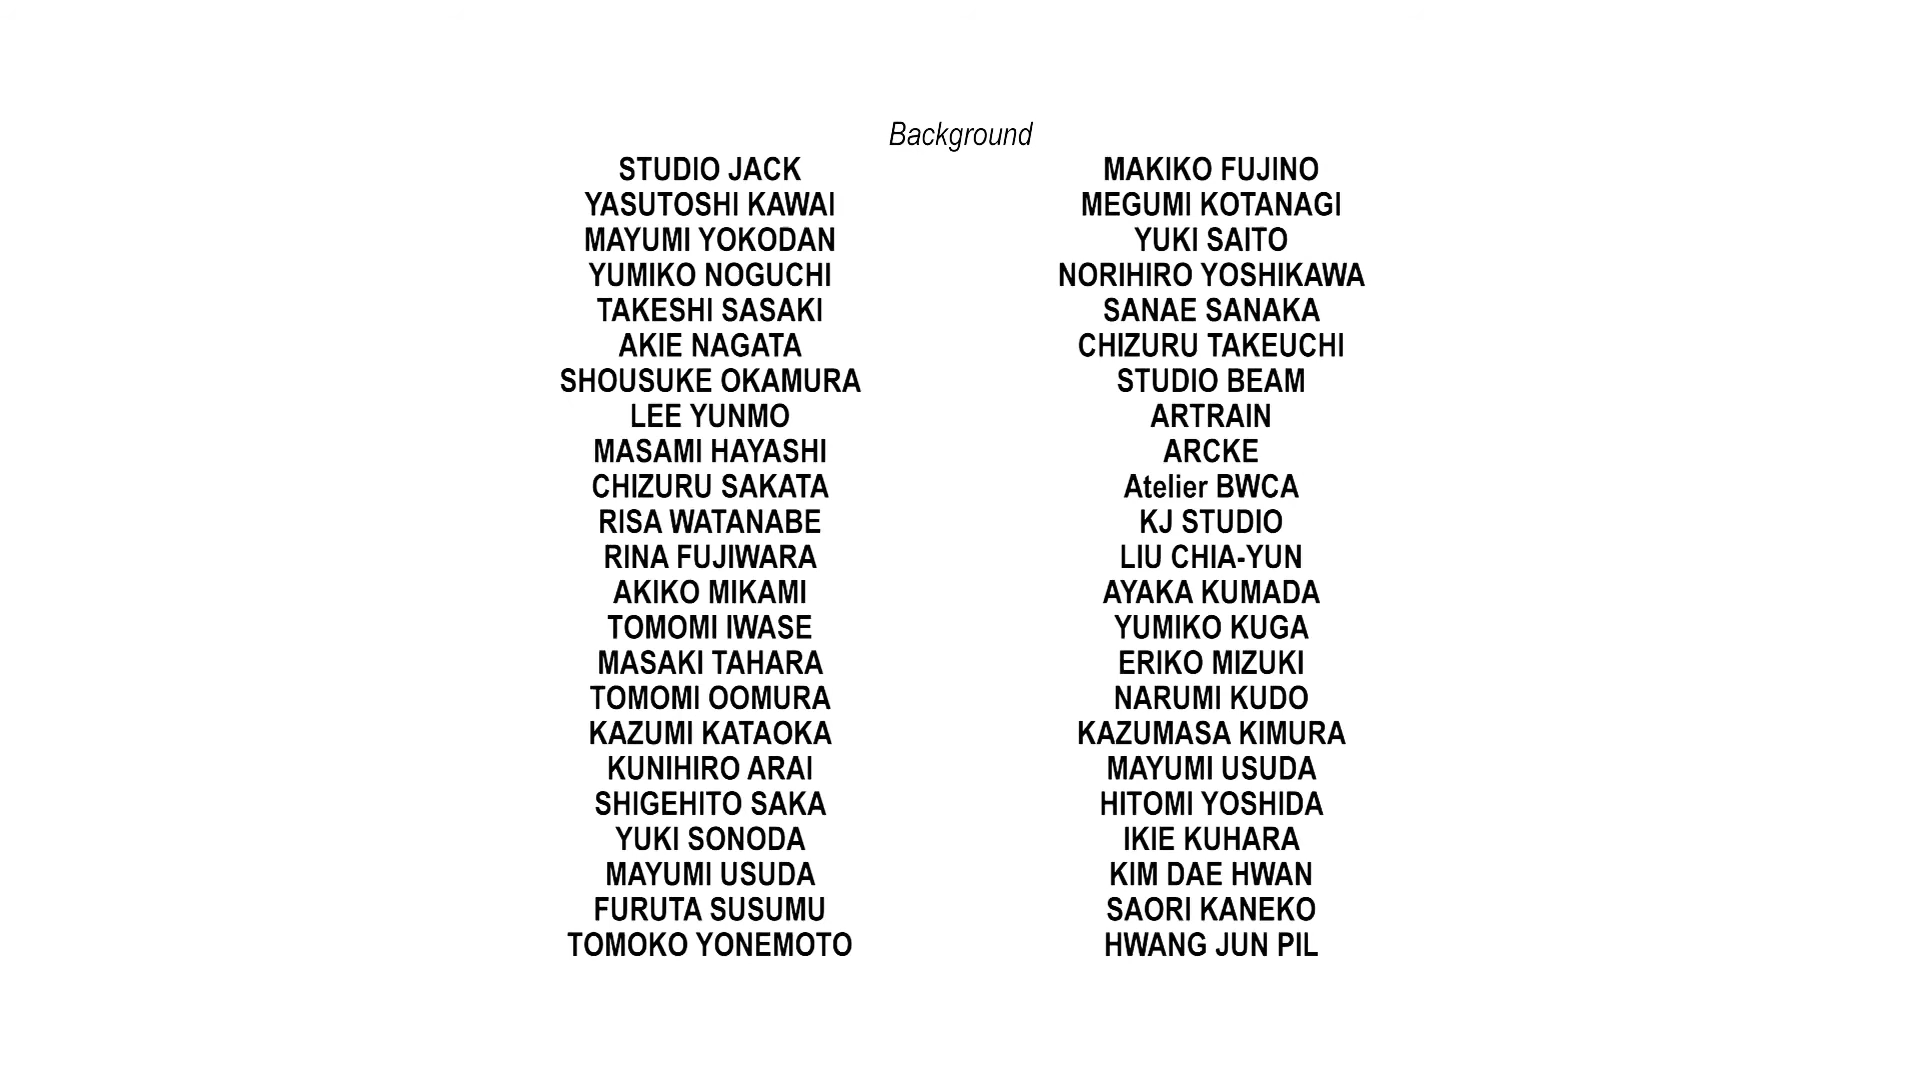 Background
STUDIO JACK
YASUTOSHI KAWAI
MAYUMI YOKODAN
YUMIKO NOGUCHI
TAKESHI SASAKI
AKIE NAGATA
SHOUSUKE OKAMURA
LEE YUNMO
MASAMI HAYASHI
CHIZURU SAKATA
RISA WATANABE
RINA FUJIWARA
AKIKO MIKAMI
TOMOMI IWASE
MASAKI TAHARA
TOMOMI OOMURA
KAZUMI KATAOKA
KUNIHIRO ARAI
SHIGEHITO SAKA
YUKI SONODA
MAYUMI USUDA
FURUTA SUSUMU
TOMOKO YONEMOTO
MAKIKO FUJINO
MEGUMI KOTANAGI
YUKI SAITO
NORIHIRO YOSHIKAWA
SANAE SANAKA
CHIZURU TAKEUCHI
STUDIO BEAM
ARTRAIN
ARCKE
Atelier BWCA
KJ STUDIO
LIU CHIA-YUN
AYAKA KUMADA
YUMIKO KUGA
ERIKO MIZUKI
NARUMI KUDO
KAZUMASA KIMURA
MAYUMI USUDA
HITOMI YOSHIDA
IKIE KUHARA
KIM DAE HWAN
SAORI KANEKO
HWANG JUN PIL